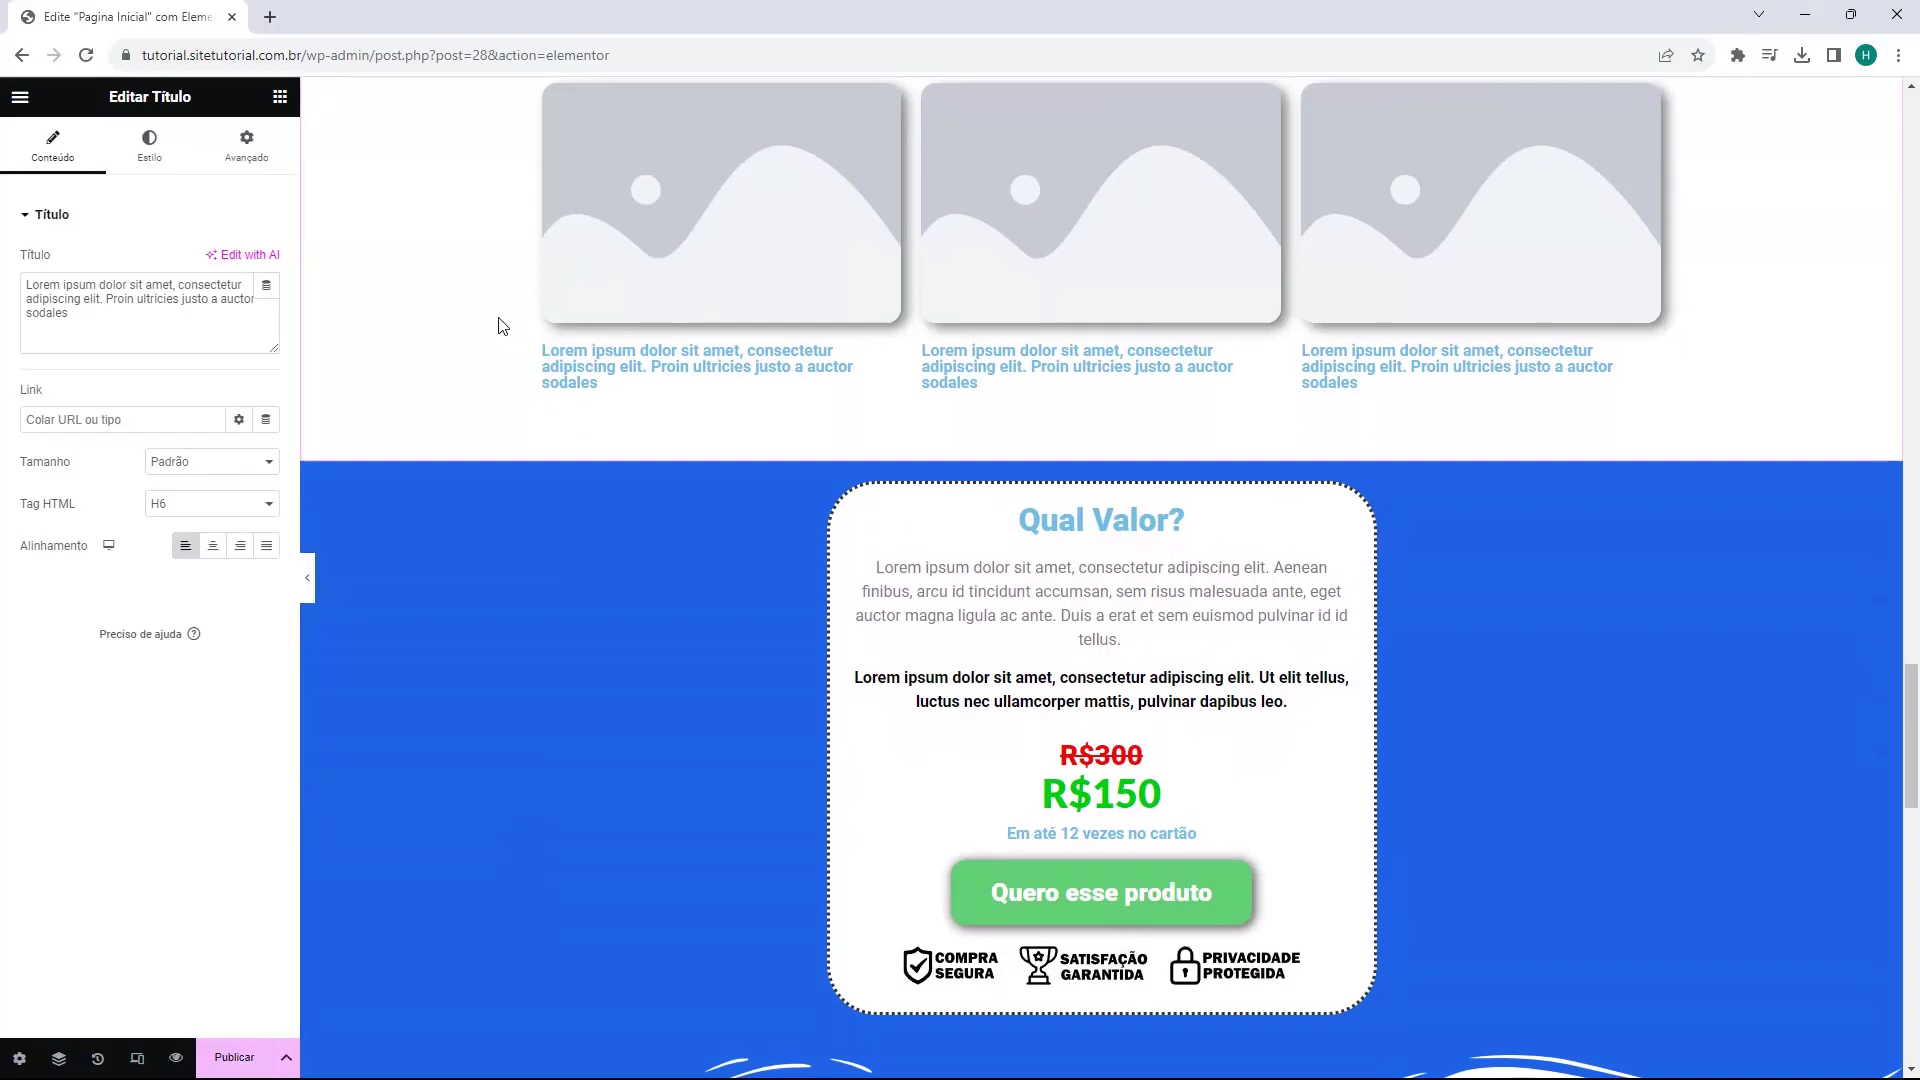 Edite "Pagina Inicial" com Eleme
tutorial.sitetutorial.com.br/wp-admin/post.php?post=28&action=elementor
H
Editar Título
Conteúdo
Estilo
Avançado
Título
Título
Edit with AI
Lorem ipsum dolor sit amet, consectetur
adipiscing elit. Proin ultricies justo a auctor
sodales
Link
Colar URL ou tipo
Tamanho
Padrão
Tag HTML
H6
Alinhamento
Preciso de ajuda
Publicar
Lorem ipsum dolor sit amet, consectetur
adipiscing elit. Proin ultricies justo a auctor
sodales
Lorem ipsum dolor sit amet, consectetur
adipiscing elit. Proin ultricies justo a auctor
sodales
Lorem ipsum dolor sit amet, consectetur
adipiscing elit. Proin ultricies justo a auctor
sodales
Qual Valor?
Lorem ipsum dolor sit amet, consectetur adipiscing elit. Aenean
finibus, arcu id tincidunt accumsan, sem risus malesuada ante, eget
auctor magna ligula ac ante. Duis a erat et sem euismod pulvinar id id
tellus.
Lorem ipsum dolor sit amet, consectetur adipiscing elit. Ut elit tellus,
luctus nec ullamcorper mattis, pulvinar dapibus leo.
R$300
R$150
Em até 12 vezes no cartão
Quero esse produto
COMPRA
SEGURA
SATISFAÇÃO
GARANTIDA
PRIVACIDADE
PROTEGIDA